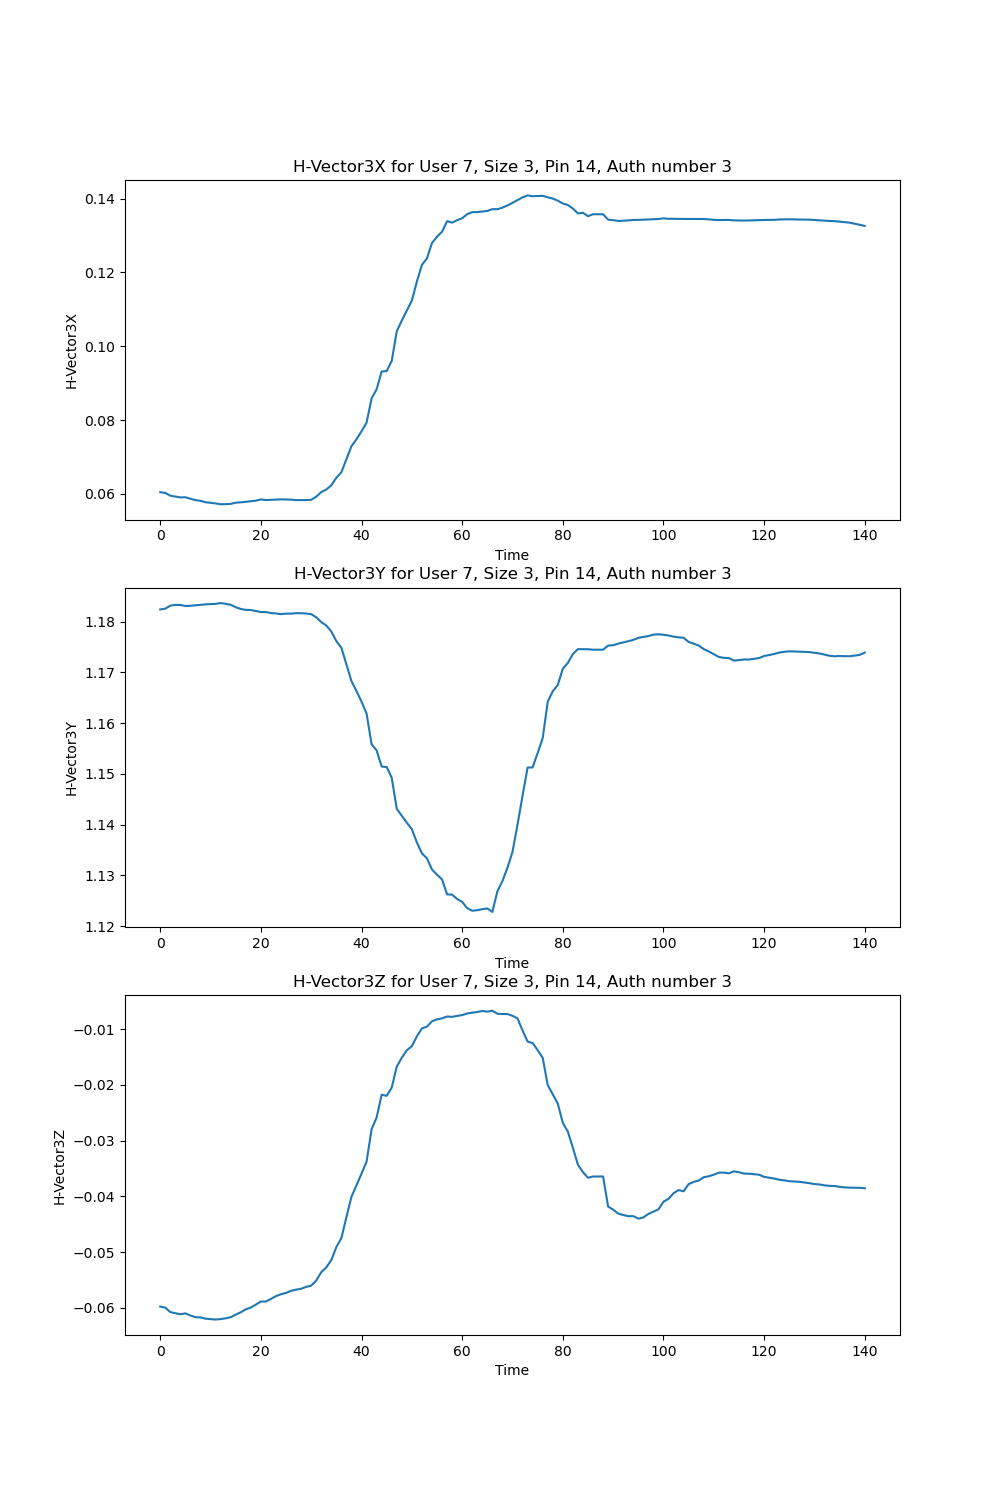 H-Vector3X for User 7, Size 3, Pin 14, Auth number 3
0.14
0.12
0.10
0.08
0.06
H-Vector3X
0 20 40 60 80 100 120 140
Time
H-Vector3Y for User 7, Size 3, Pin 14, Auth number 3
1.18
1.17
1.16
1.15
1.14
1.13
1.12
H-Vector3Y
0 20 40 60 80 100 120 140
Time
H-Vector3Z for User 7, Size 3, Pin 14, Auth number 3
−0.01
−0.02
−0.03
−0.04
−0.05
−0.06
H-Vector3Z
0 20 40 60 80 100 120 140
Time